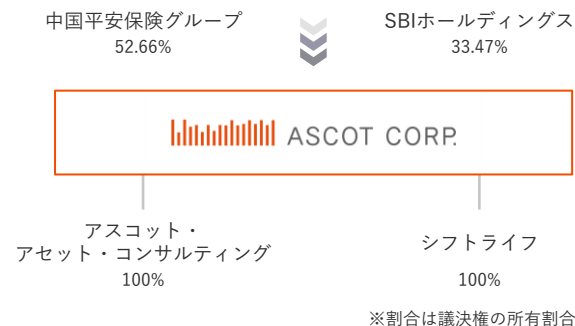 中国平安保険グループ
52.66%
SBIホールディングス
33.47%
ASCOT CORP.
アスコット・
アセット・コンサルティング
100%
シフトライフ
100%
※割合は議決権の所有割合